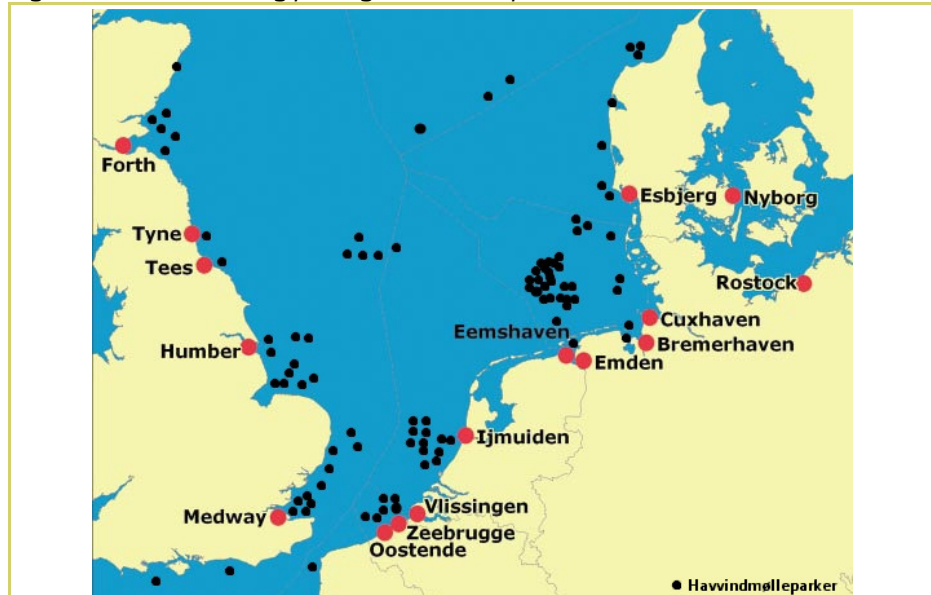 Forth
Tyne
Tees
Humber
Medway
Esbjerg
Nyborg
Rostock
Cuxhaven
Bremerhaven
Eemshaven
Emden
Ijmuiden
Vlissingen
Zeebrugge
Oostende
Havvindmølleparker